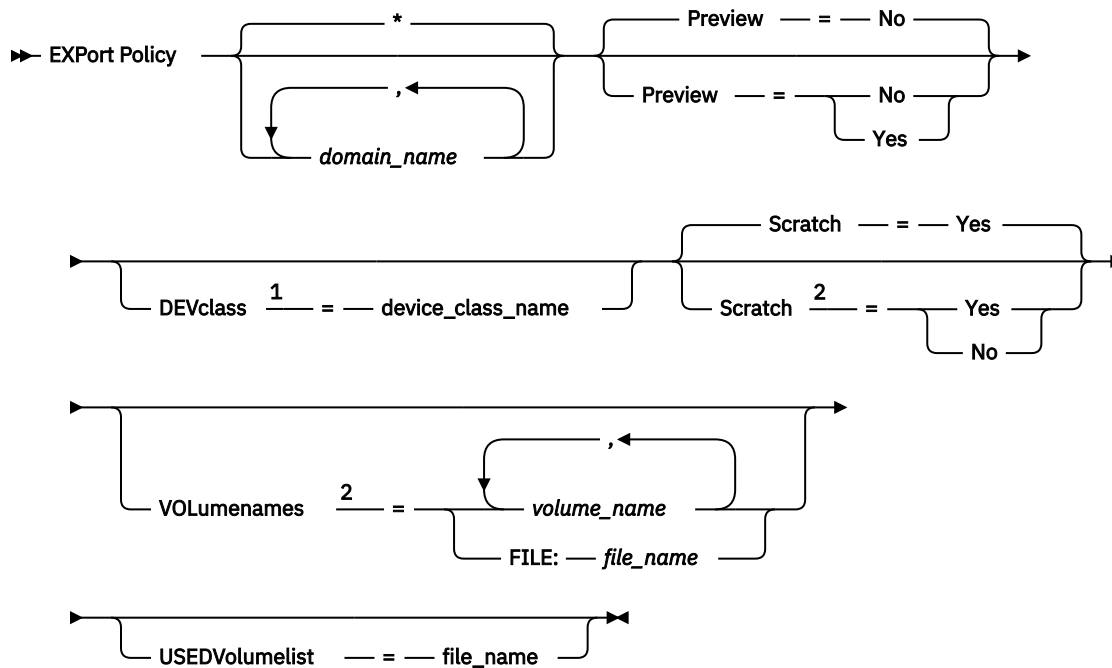 *
Preview = No
EXPort Policy
,
Preview = No
domain_name
Yes
Scratch = Yes
DEVclass 1 = device_class_name
Scratch 2 = Yes
No
,
VOLumenames 2 = volume_name
FILE: file_name
USEDVolumelist = file_name